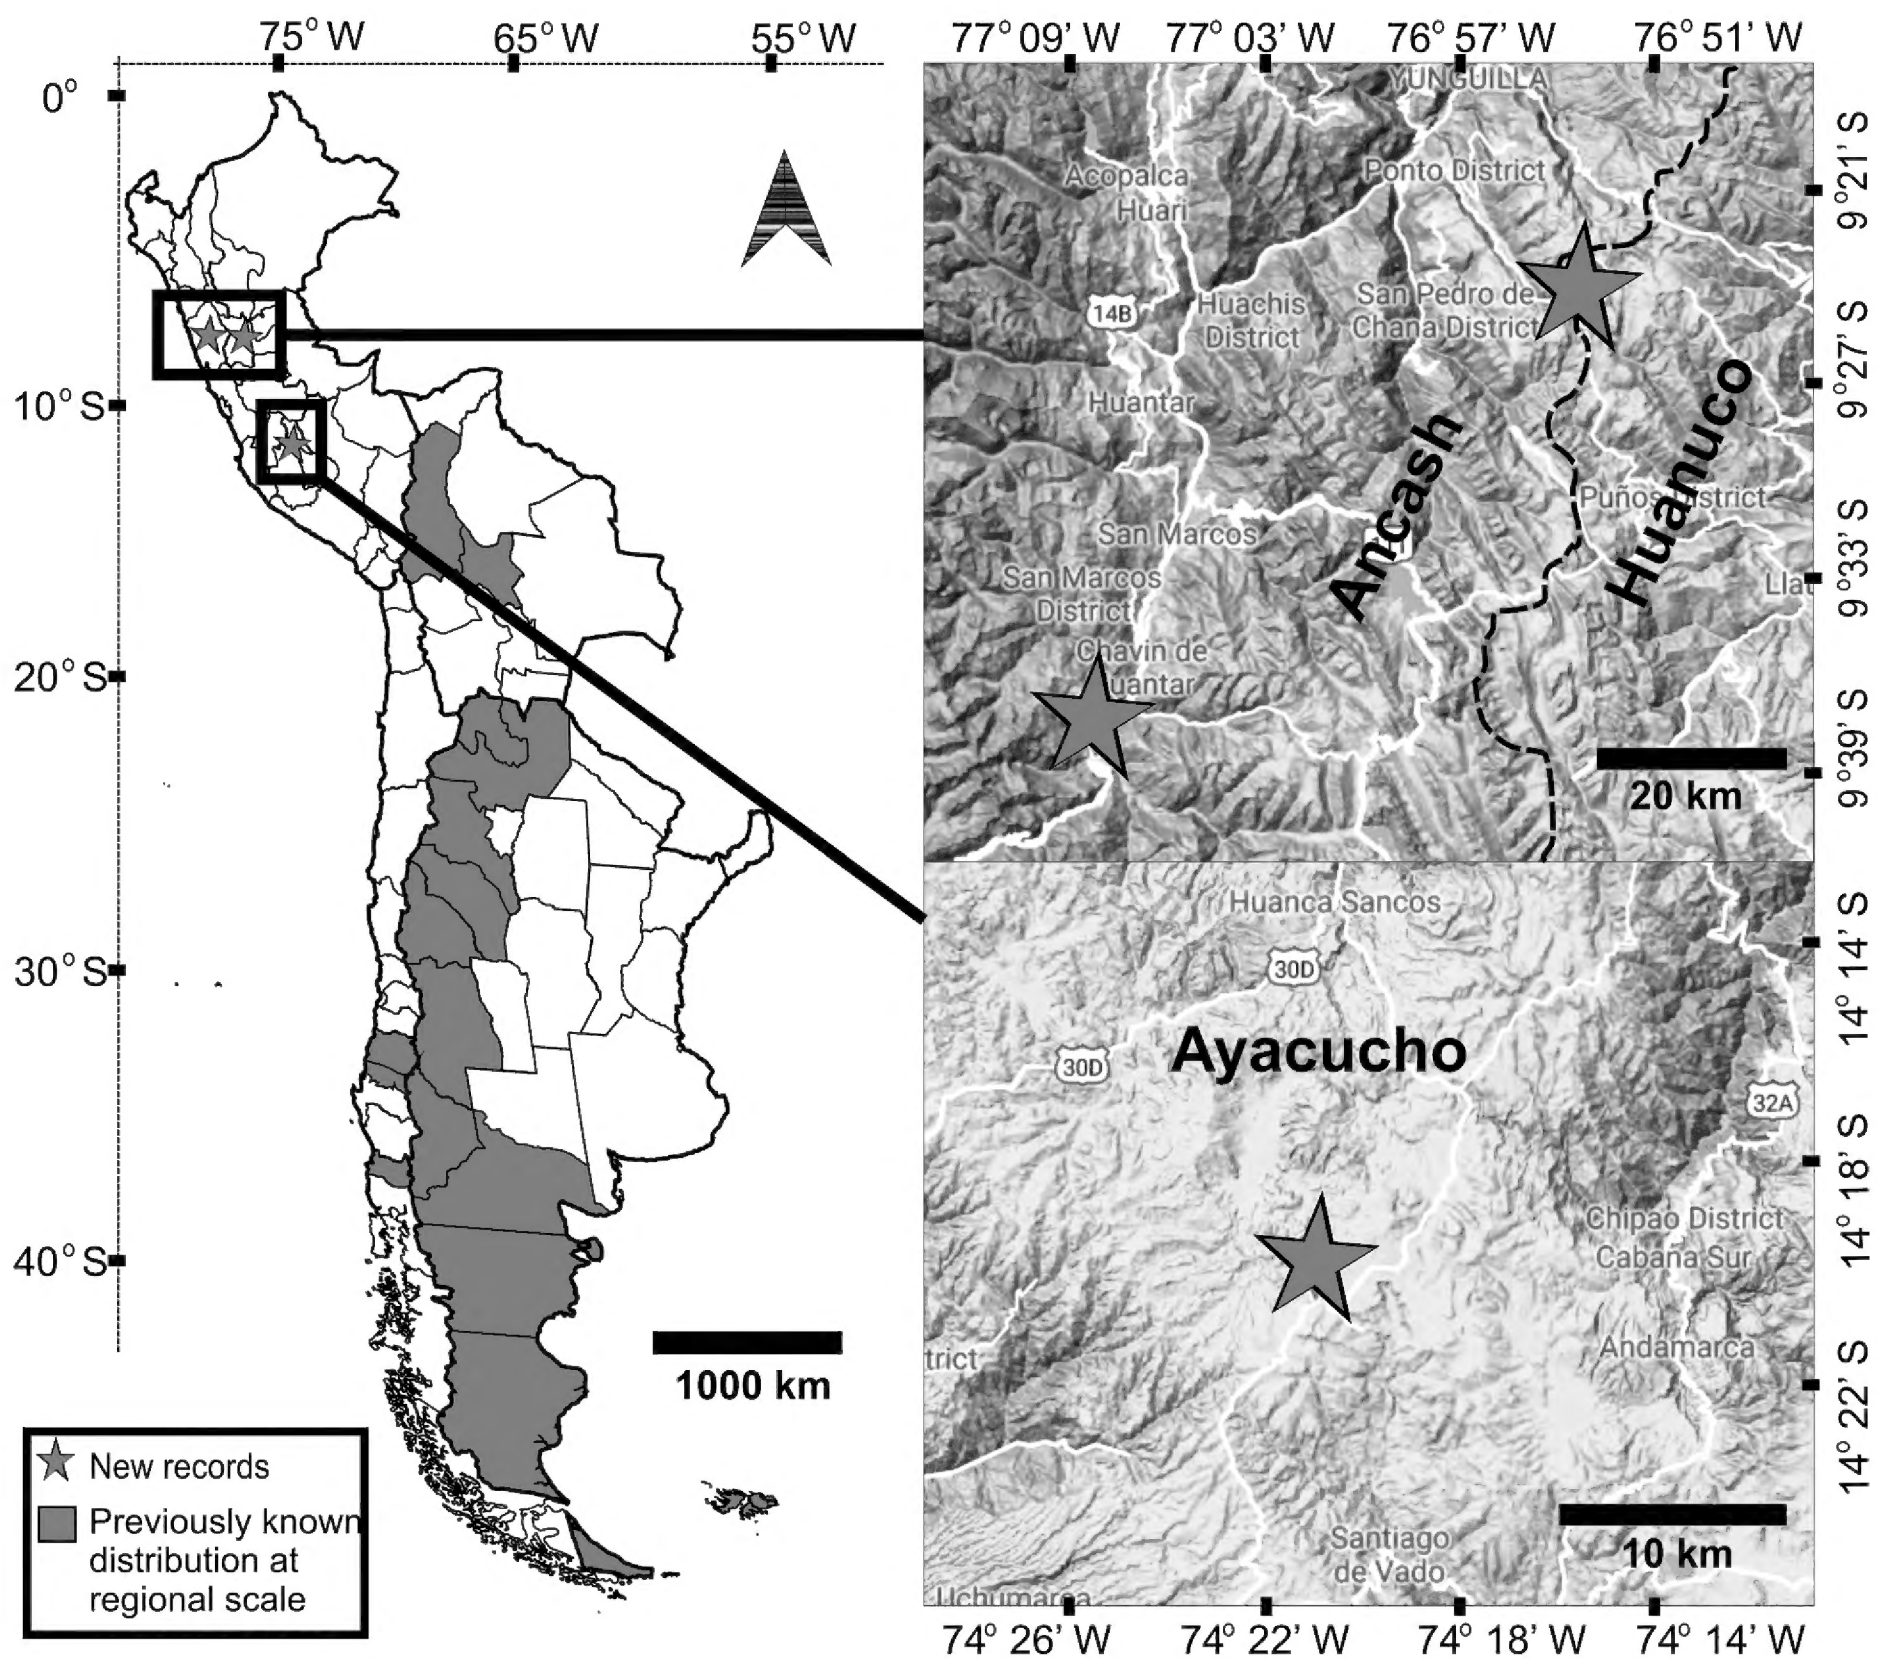 75° W
65° W
55° W
0°
10° S
20° S
30° S
40° S
1000 km
New records
Previously known
distribution at
regional scale
77° 09' W
77° 03' W
76° 57' W
76° 51' W
YUNGUILLA
Acopalca
Huari
Ponto District
14B
Huachis
District
San Pedro de
Chana District
Huantar
Ancash
Huanuco
Puños District
San Marcos
San Marcos
District
Chavin de
uantar
Llat
20 km
9°21' S
9°27' S
9°33' S
9°39' S
Huanca Sancos
30D
Ayacucho
30D
32A
Chipao District
Cabana Sur
Andamarca
trict
Santiago
de Vado
Uchumarca
10 km
14° 14' S
14° 18' S
14° 22' S
74° 26' W
74° 22' W
74° 18' W
74° 14' W